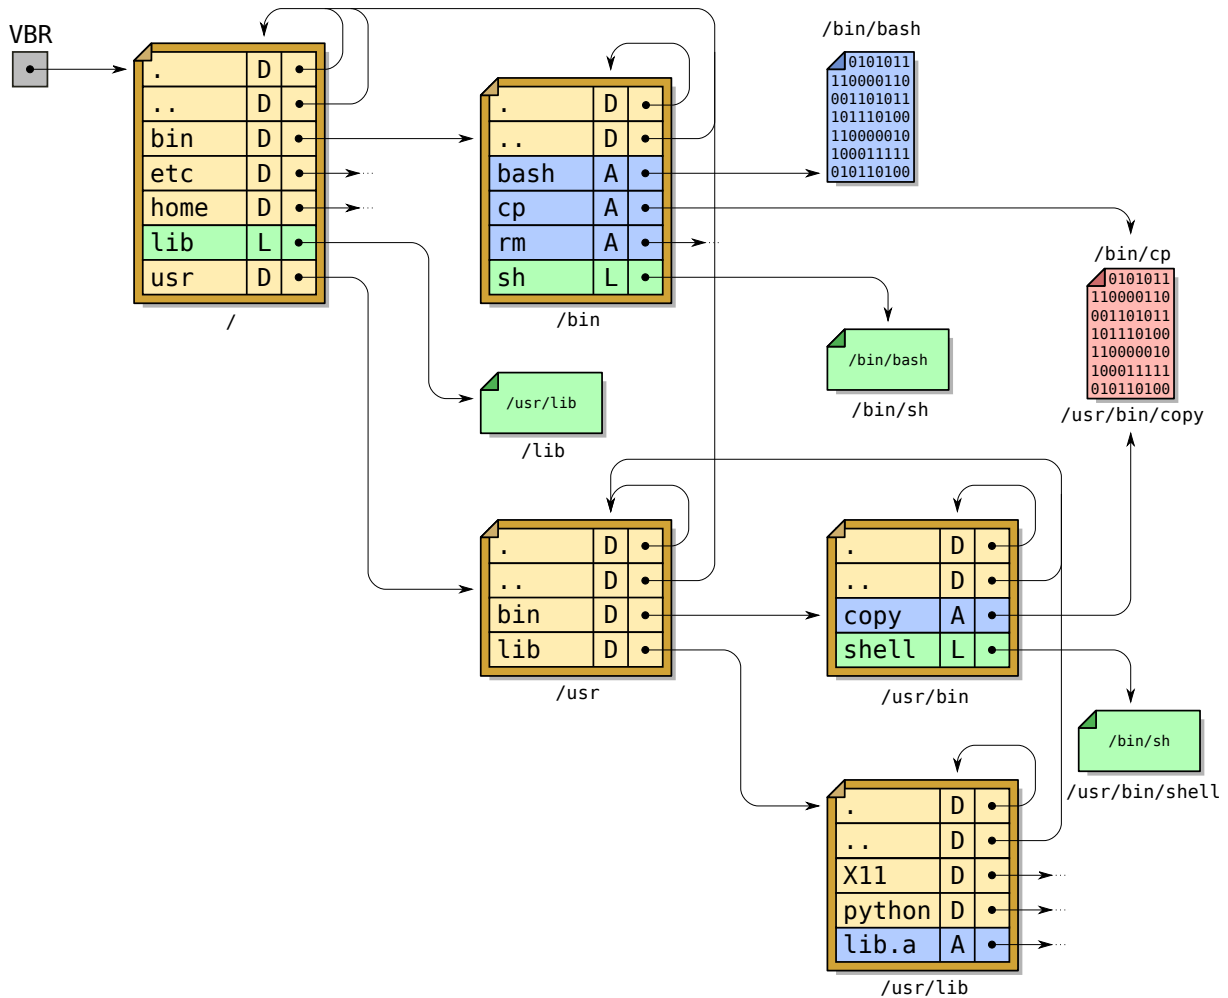 VBR
. D
.. D
bin D
etc D
home D
lib L
usr D
/
. D
.. D
bash A
cp A
rm A
sh L
/bin
/bin/bash
0101011
110000110
001101011
101110100
110000010
100011111
010110100
/bin/cp
0101011
110000110
001101011
101110100
110000010
100011111
010110100
/usr/bin/copy
/bin/bash
/bin/sh
/usr/lib
/lib
. D
.. D
bin D
lib D
/usr
. D
.. D
copy A
shell L
/usr/bin
/bin/sh
/usr/bin/shell
. D
.. D
X11 D
python D
lib.a A
/usr/lib